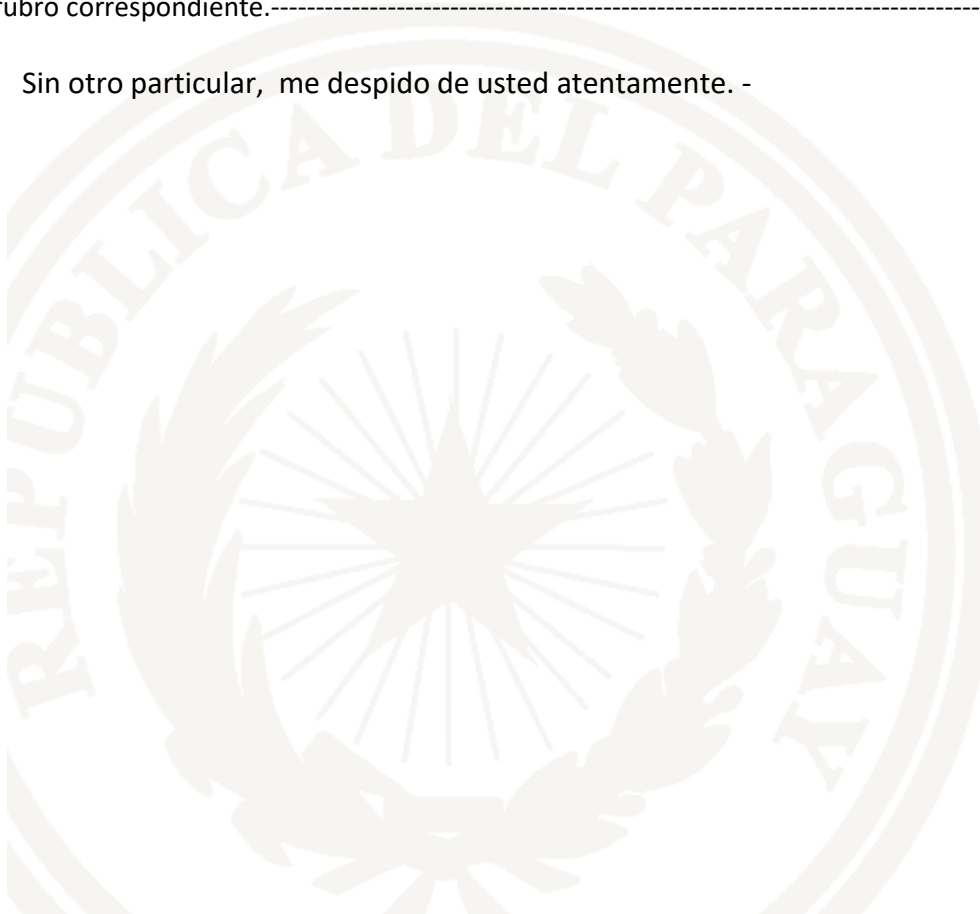 rubro correspondiente.-------------------------------------------------------------------------------
Sin otro particular,  me despido de usted atentamente. -
REPUBLICA DEL PARAGUAY